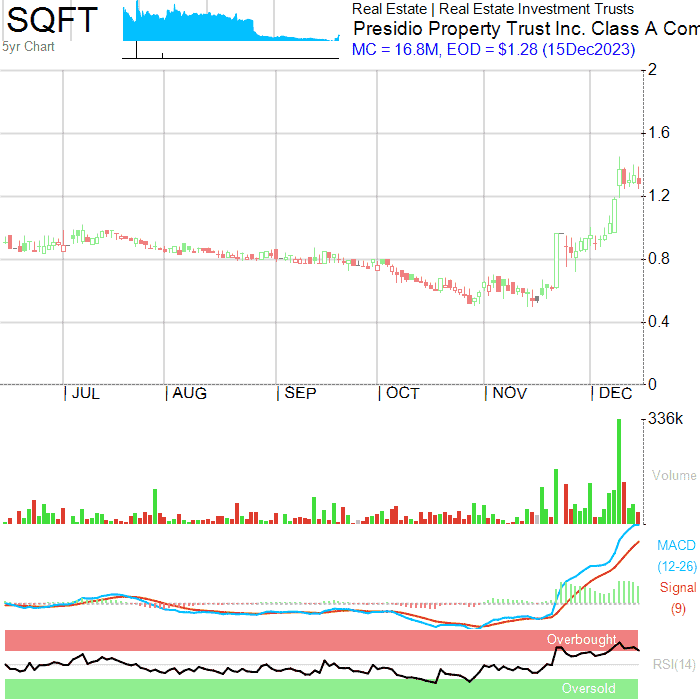 SQFT
5yr Chart
Real Estate | Real Estate Investment Trusts
Presidio Property Trust Inc. Class A Com
MC = 16.8M, EOD = $1.28 (15Dec2023)
2
1.6
1.2
0.8
0.4
0
| JUL | AUG | SEP | OCT | NOV | DEC
336k
Volume
MACD
(12-26)
Signal
(9)
Overbought
RSI(14)
Oversold